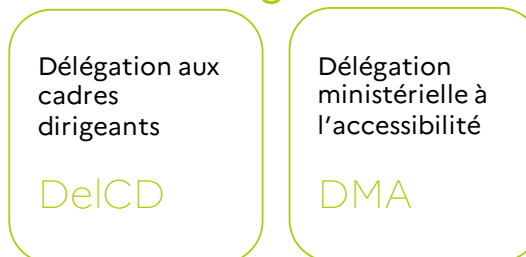 Délégation aux
cadres
dirigeants
DelCD
Délégation
ministérielle à
l’accessibilité
DMA